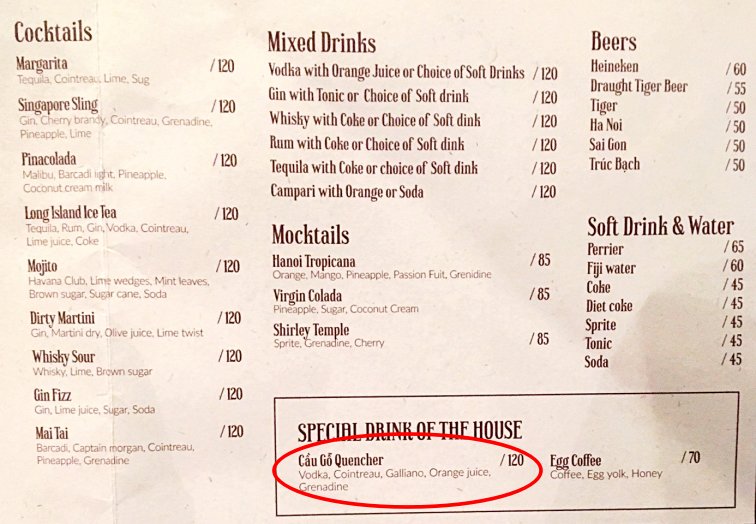 Cocktails
Margarita / 120
Tequila, Cointreau, Lime, Sug
Singapore Sling / 120
Gin, Cherry brandy, Cointreau, Grenadine,
Pineapple, Lime
Pinacolada / 120
Malibu, Barcadi light, Pineapple,
Coconut cream milk
Long Island Ice Tea / 120
Tequila, Rum, Gin, Vodka, Cointreau,
Lime juice, Coke
Mojito / 120
Havana Club, Lime wedges, Mint leaves,
Brown sugar, Sugar cane, Soda
Dirty Martini / 120
Gin, Martini dry, Olive juice, Lime twist
Whisky Sour / 120
Whisky, Lime, Brown sugar
Gin Fizz / 120
Gin, Lime juice, Sugar, Soda
Mai Tai / 120
Barcadi, Captain morgan, Cointreau,
Pineapple, Grenadine
Mixed Drinks
Vodka with Orange Juice or Choice of Soft Drinks / 120
Gin with Tonic or Choice of Soft drink / 120
Whisky with Coke or Choice of Soft dink / 120
Rum with Coke or Choice of Soft dink / 120
Tequila with Coke or choice of Soft drink / 120
Campari with Orange or Soda / 120
Mocktails
Hanoi Tropicana / 85
Orange, Mango, Pineapple, Passion Fuit, Grenidine
Virgin Colada / 85
Pineapple, Sugar, Coconut Cream
Shirley Temple / 85
Sprite, Grenadine, Cherry
Beers
Heineken / 60
Draught Tiger Beer / 55
Tiger / 50
Ha Noi / 50
Sai Gon / 50
Trúc Bạch / 50
Soft Drink & Water
Perrier / 65
Fiji water / 60
Coke / 45
Diet coke / 45
Sprite / 45
Tonic / 45
Soda / 45
SPECIAL DRINK OF THE HOUSE
Cầu Gỗ Quencher / 120
Vodka, Cointreau, Galliano, Orange juice,
Grenadine
Egg Coffee / 70
Coffee, Egg yolk, Honey